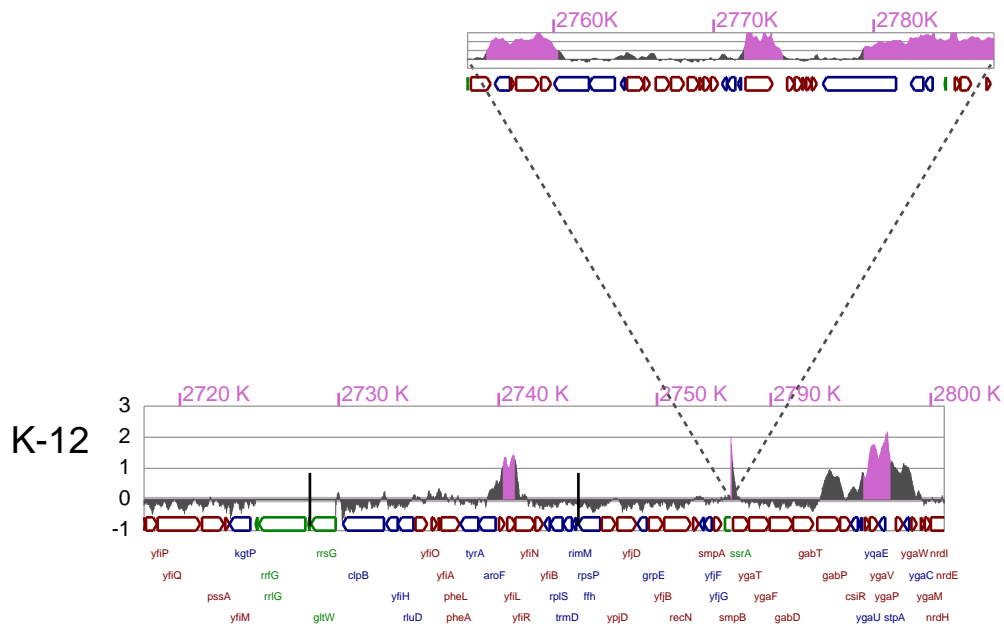 2760K 2770K 2780K
2720 K 2730 K 2740 K 2750 K 2790 K 2800 K
K-12
3
2
1
0
-1
yfiP kgtP rrsG yfiO tyrA yfiN rimM yfjD smpA ssrA gabT yqaE ygaW nrdI
yfiQ rrfG clpB yfiA aroF yfiB rpsP grpE yfjF ygaT gabP ygaV ygaC nrdE
pssA rrlG yfiH pheL yfiL rplS ffh yfjB yfjG ygaF csiR ygaP ygaM
yfiM gltW rluD pheA yfiR trmD ypjD recN smpB gabD ygaU stpA nrdH